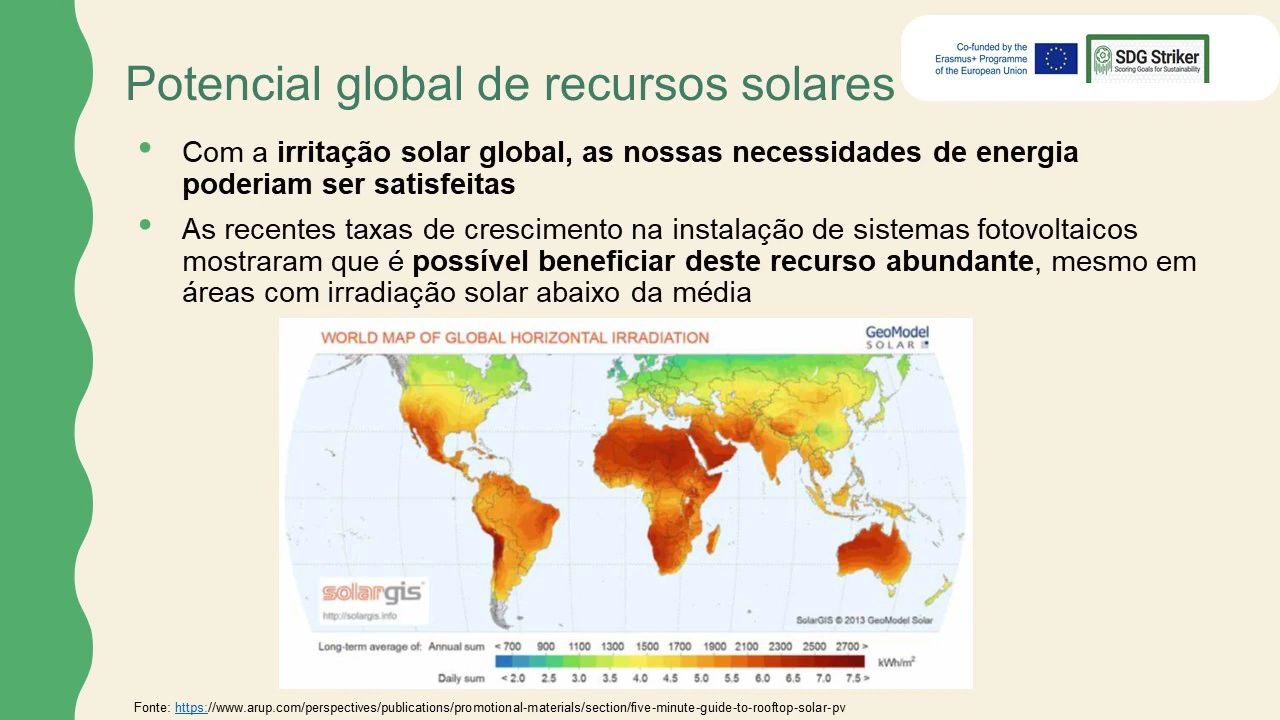 Co-funded by the
Erasmus+ Programme
of the European Union
SDG Striker
Scoring Goals for Sustainability
Potencial global de recursos solares
• Com a irritação solar global, as nossas necessidades de energia
poderiam ser satisfeitas
• As recentes taxas de crescimento na instalação de sistemas fotovoltaicos
mostraram que é possível beneficiar deste recurso abundante, mesmo em
áreas com irradiação solar abaixo da média
WORLD MAP OF GLOBAL HORIZONTAL IRRADIATION
GeoModel
SOLAR
solargis
http://solargis.info
SolarGIS © 2013 GeoModel Solar
Long-term average of: Annual sum < 700 900 1100 1300 1500 1700 1900 2100 2300 2500 2700 >
kWh/m²
Daily sum < 2.0 2.5 3.0 3.5 4.0 4.5 5.0 5.5 6.0 6.5 7.0 7.5 >
Fonte: https://www.arup.com/perspectives/publications/promotional-materials/section/five-minute-guide-to-rooftop-solar-pv